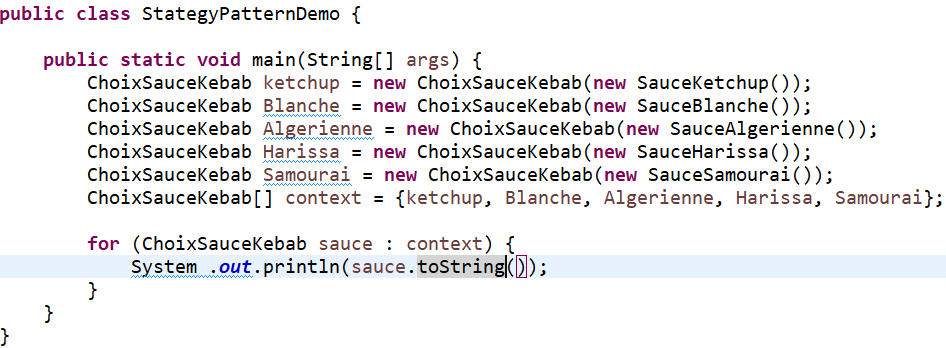 public class StategyPatternDemo {
public static void main(String[] args) {
ChoixSauceKebab ketchup = new ChoixSauceKebab(new SauceKetchup());
ChoixSauceKebab Blanche = new ChoixSauceKebab(new SauceBlanche());
ChoixSauceKebab Algerienne = new ChoixSauceKebab(new SauceAlgerienne());
ChoixSauceKebab Harissa = new ChoixSauceKebab(new SauceHarissa());
ChoixSauceKebab Samourai = new ChoixSauceKebab(new SauceSamourai());
ChoixSauceKebab[] context = {ketchup, Blanche, Algerienne, Harissa, Samourai};
for (ChoixSauceKebab sauce : context) {
System .out.println(sauce.toString());
}
}
}